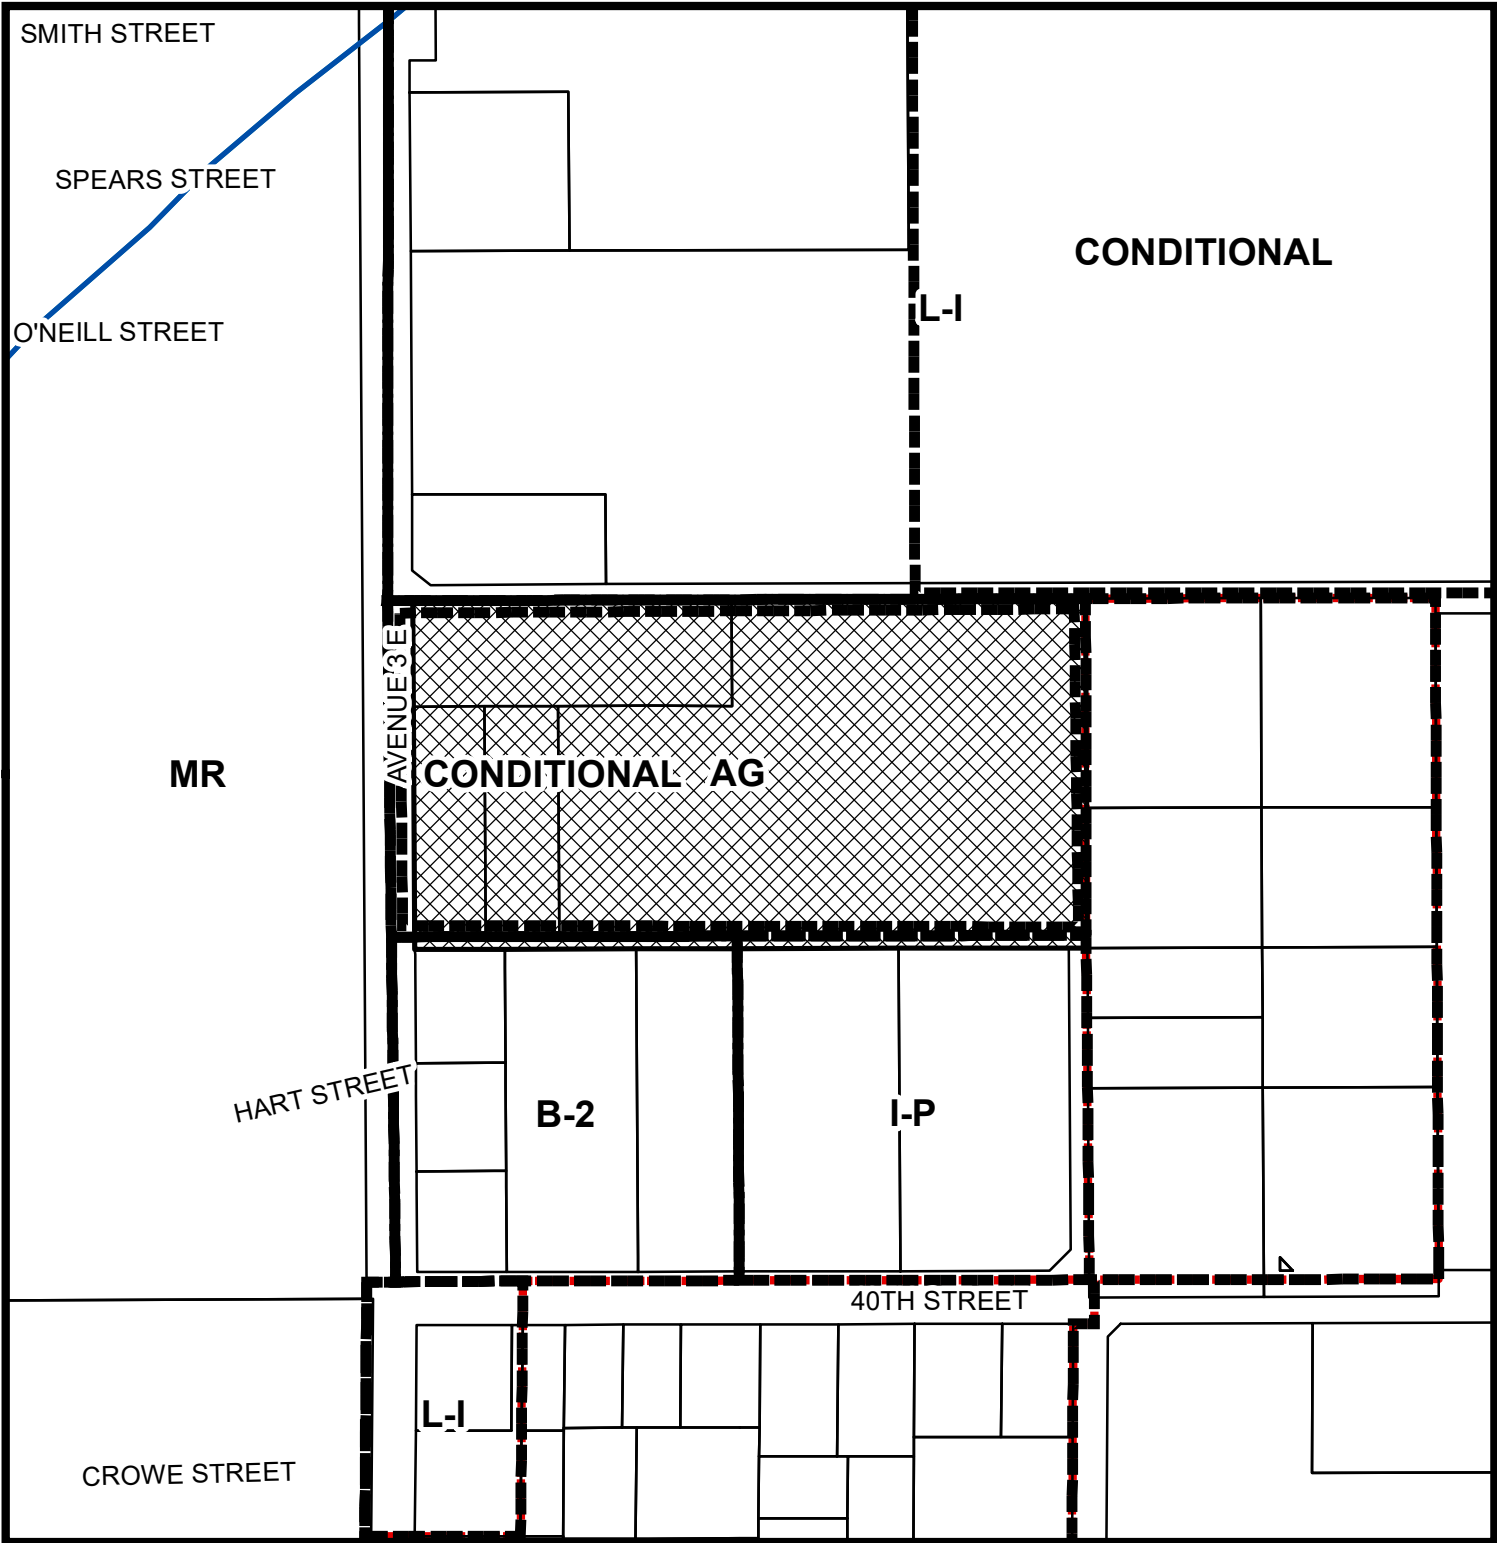 SMITH STREET
SPEARS STREET
CONDITIONAL
L-I
O'NEILL STREET
AVENUE 3 E
MR
CONDITIONAL AG
HART STREET
B-2
I-P
40TH STREET
L-I
CROWE STREET